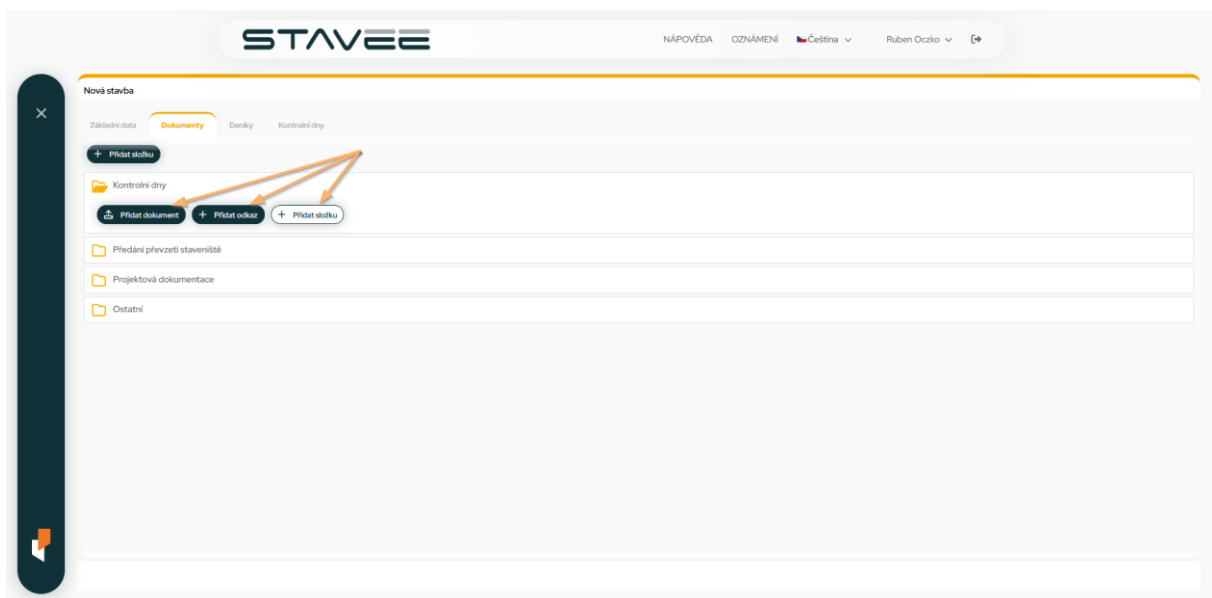 STAVEE
NÁPOVĚDA OZNÁMENÍ Čeština Ruben Oczko
Nová stavba
Základní data Dokumenty Deníky Kontrolní dny
+ Přidat složku
Kontrolní dny
Přidat dokument + Přidat odkaz + Přidat složku
Předání převzetí staveniště
Projektová dokumentace
Ostatní